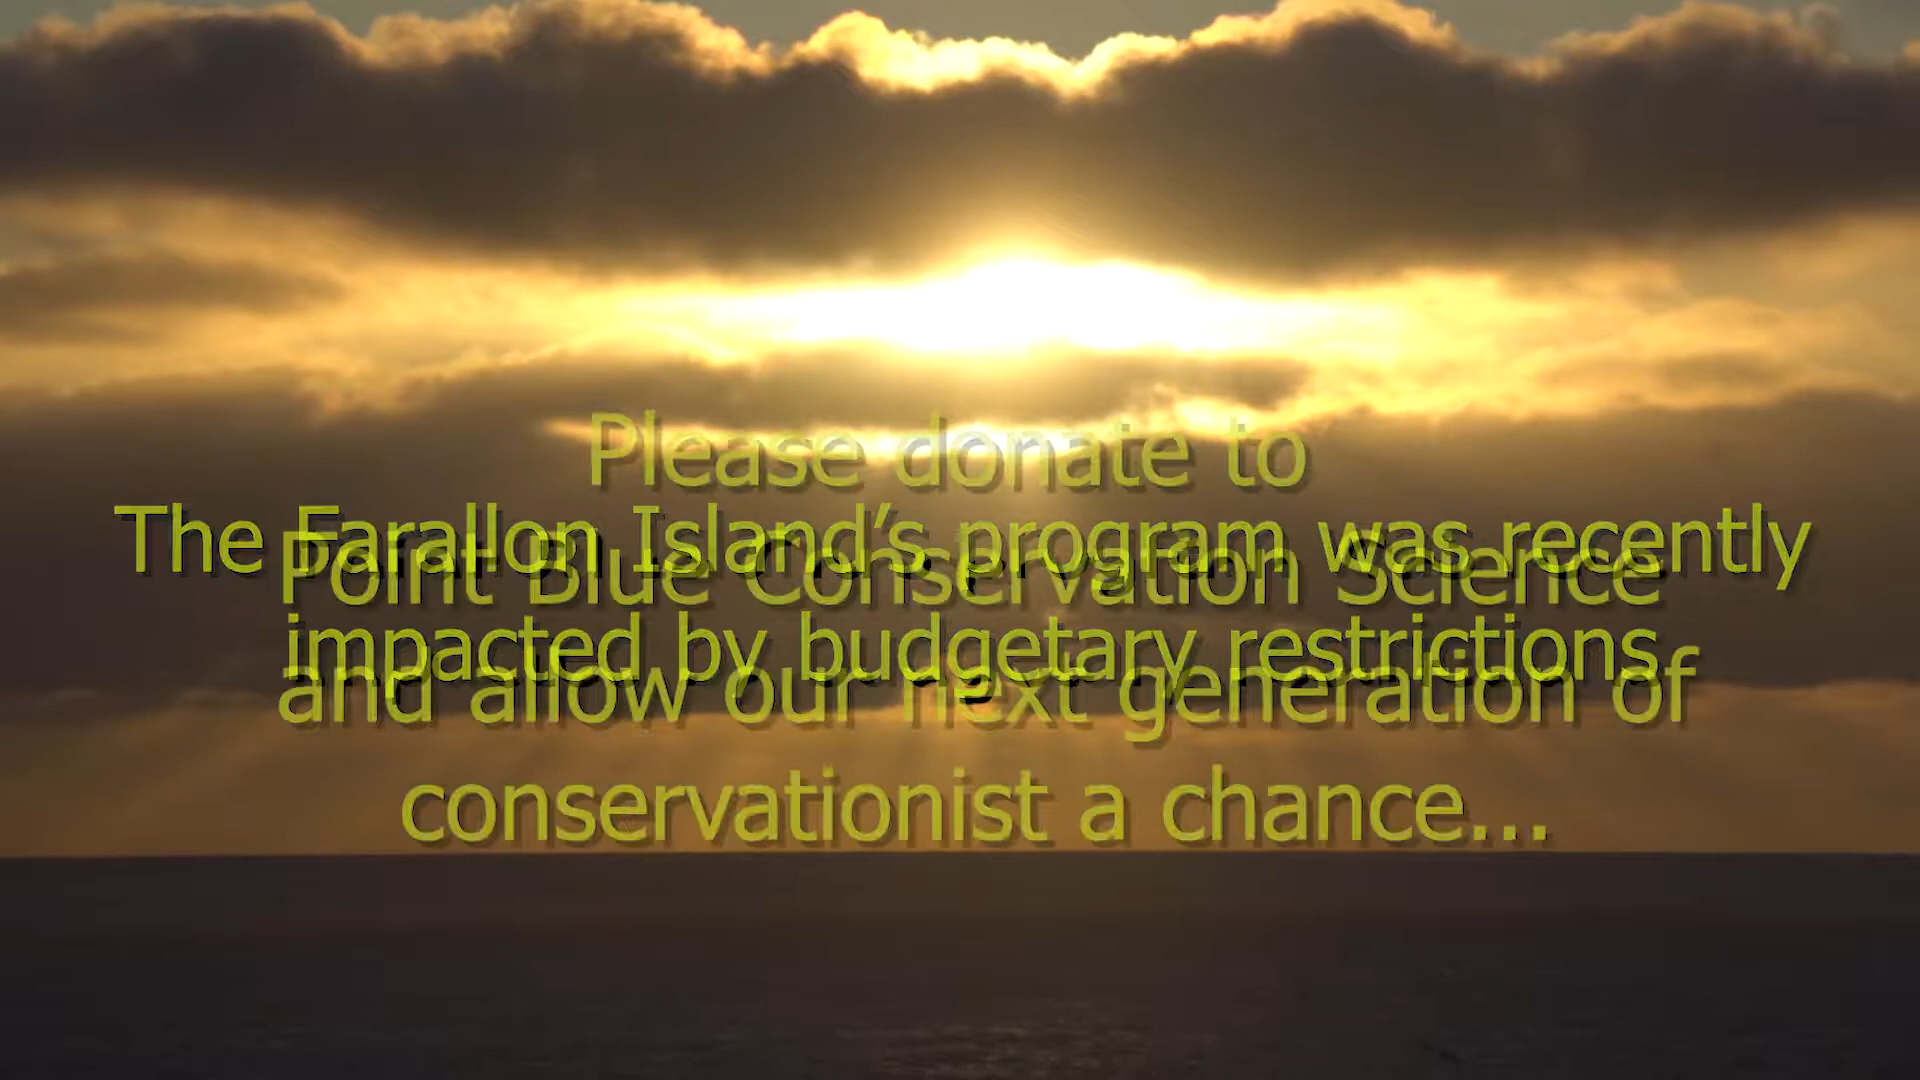 Please donate to
The Farallon Island’s program was recently
Point Blue Conservation Science
impacted by budgetary restrictions
and allow our next generation of
conservationist a chance...